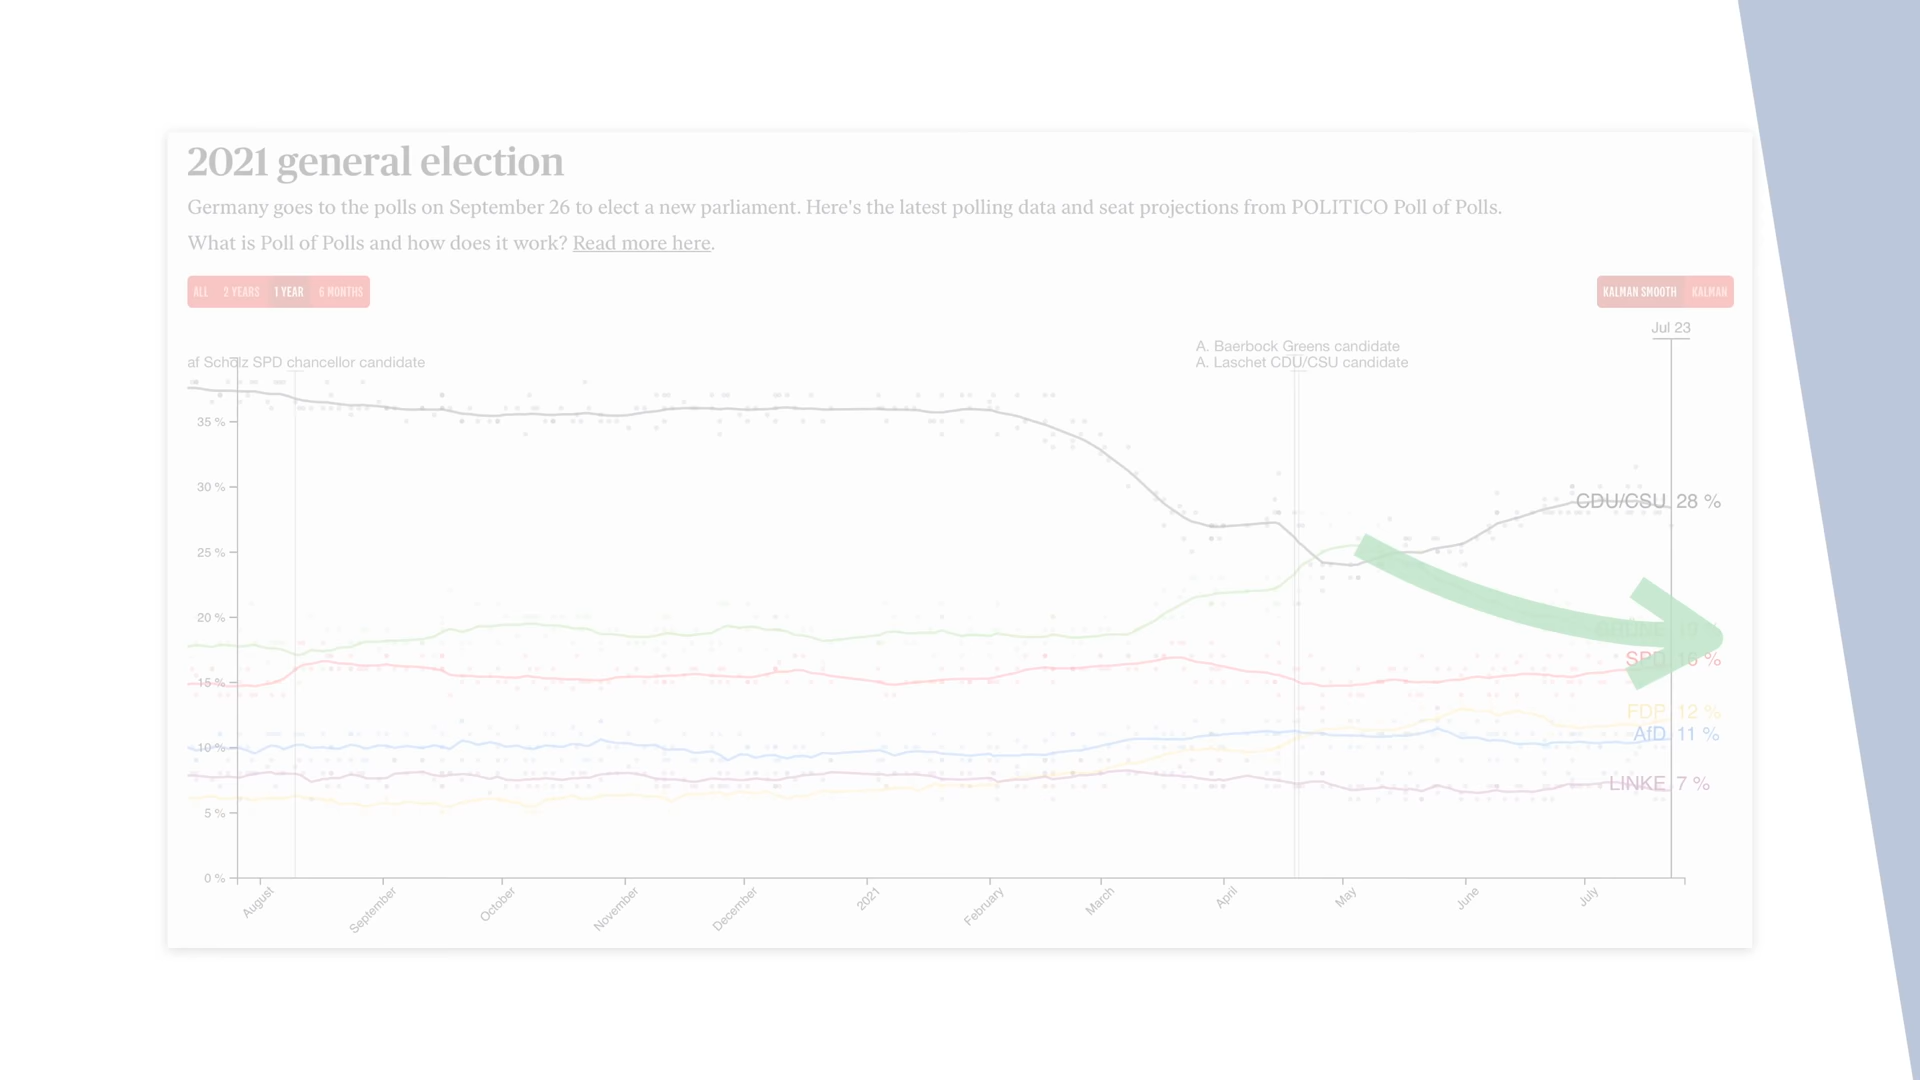 2021 general election
Germany goes to the polls on September 26 to elect a new parliament. Here's the latest polling data and seat projections from POLITICO Poll of Polls.
What is Poll of Polls and how does it work? Read more here.
ALL 2 YEARS 1 YEAR 6 MONTHS
KALMAN SMOOTH KALMAN
Jul 23
af Scholz SPD chancellor candidate
A. Baerbock Greens candidate
A. Laschet CDU/CSU candidate
35 %
30 %
25 %
20 %
15 %
10 %
5 %
0 %
CDU/CSU 28 %
SPD 16 %
FDP 12 %
AfD 11 %
LINKE 7 %
August September October November December 2021 February March April May June July